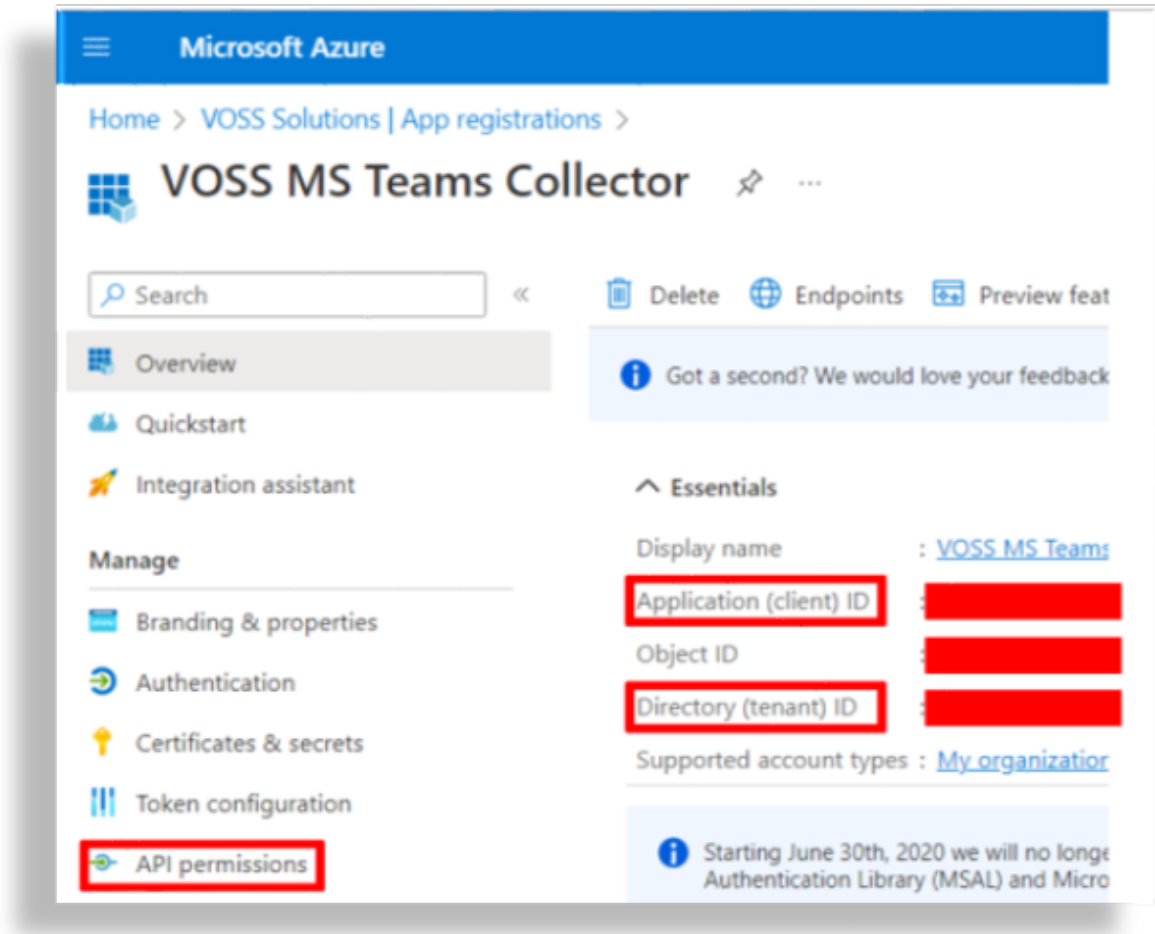 Microsoft Azure
Home > VOSS Solutions | App registrations >
VOSS MS Teams Collector
Search
Delete Endpoints Preview feat
Overview
Got a second? We would love your feedback
Quickstart
Integration assistant
Essentials
Manage
Display name : VOSS MS Teams
Application (client) ID :
Branding & properties
Object ID :
Authentication
Directory (tenant) ID :
Certificates & secrets
Supported account types : My organization
Token configuration
API permissions
Starting June 30th, 2020 we will no longe
Authentication Library (MSAL) and Micro